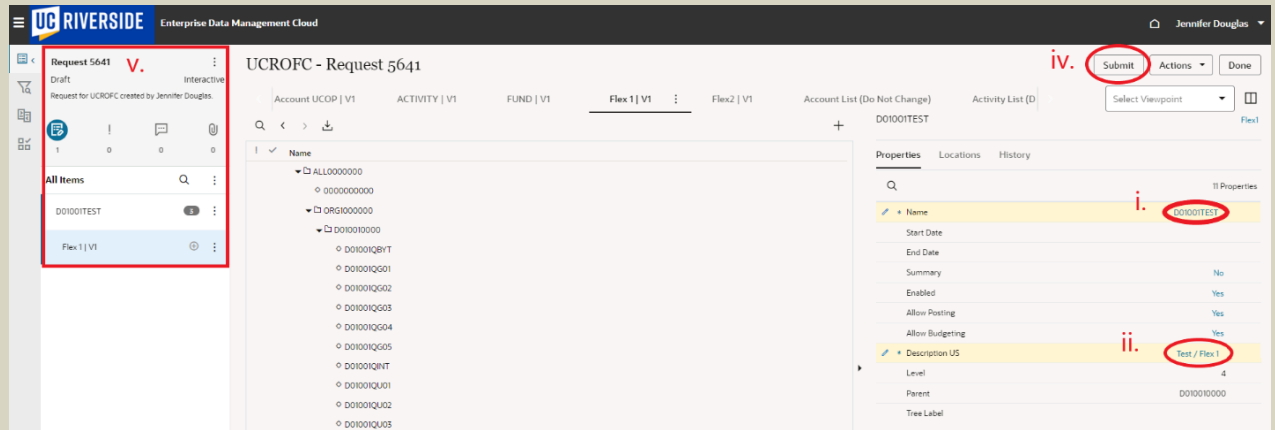 UC RIVERSIDE Enterprise Data Management Cloud Jennifer Douglas
Request 5641 v.
Draft Interactive
Request for UCROFC created by Jennifer Douglas.
1 0 0 0
All Items
D01001TEST 3
Flex 1 | V1
UCROFC - Request 5641
iv. Submit Actions Done
Account UCOP | V1 ACTIVITY | V1 FUND | V1 Flex 1 | V1 Flex2 | V1 Account List (Do Not Change) Activity List (D Select Viewpoint
Name
ALL0000000
0000000000
ORG1000000
D010010000
D01001QBYT
D01001QG01
D01001QG02
D01001QG03
D01001QG04
D01001QG05
D01001QINT
D01001QU01
D01001QU02
D01001QU03
D01001TEST Flex1
Properties Locations History
11 Properties
i.
* Name D01001TEST
Start Date
End Date
Summary No
Enabled Yes
Allow Posting Yes
Allow Budgeting Yes
ii.
* Description US Test / Flex 1
Level 4
Parent D010010000
Tree Label